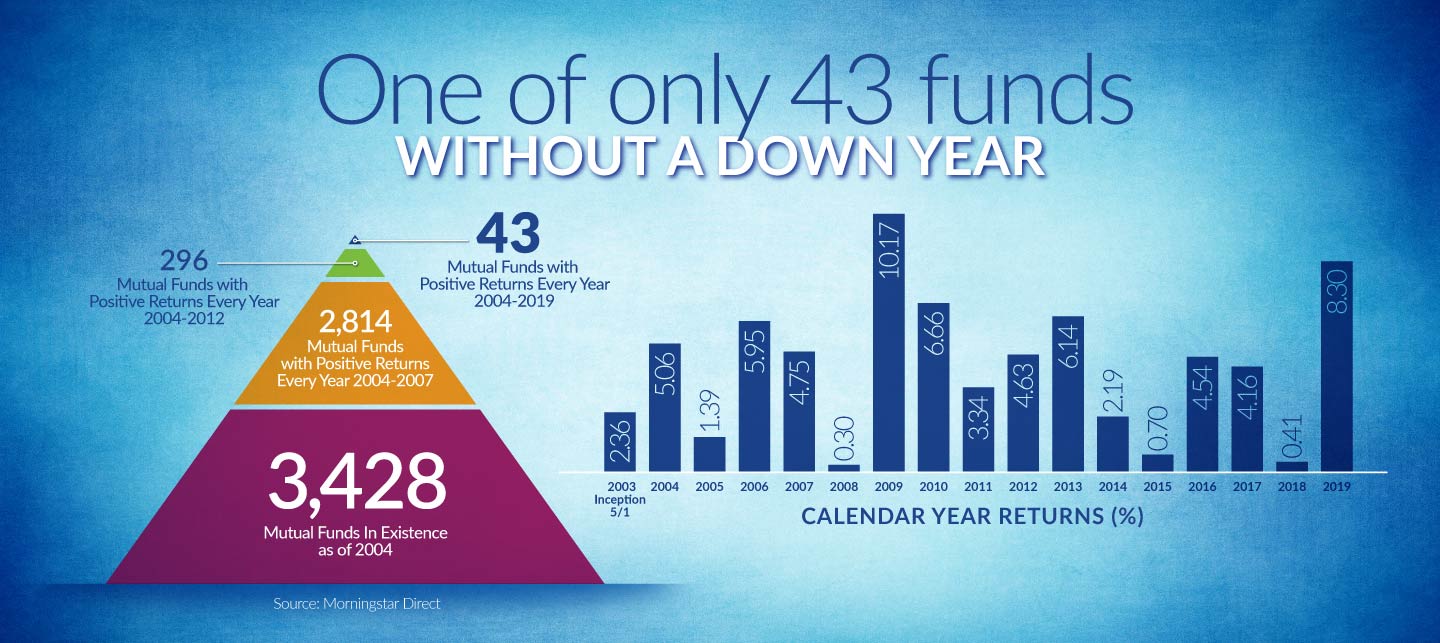 One of only 43 funds
WITHOUT A DOWN YEAR
43
Mutual Funds with
Positive Returns Every Year
2004-2019
296
Mutual Funds with
Positive Returns Every Year
2004-2012
2,814
Mutual Funds
with Positive Returns
Every Year 2004-2007
3,428
Mutual Funds In Existence
as of 2004
Source: Morningstar Direct
2.36
5.06
1.39
5.95
4.75
0.30
10.17
6.66
3.34
4.63
6.14
2.19
0.70
4.54
4.16
0.41
8.30
2003 2004 2005 2006 2007 2008 2009 2010 2011 2012 2013 2014 2015 2016 2017 2018 2019
Inception
5/1
CALENDAR YEAR RETURNS (%)